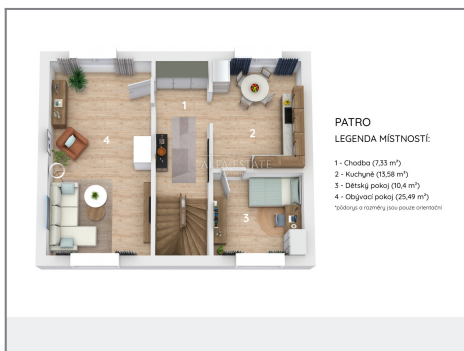 PATRO
LEGENDA MÍSTNOSTÍ:
1 - Chodba (7,33 m²)
2 - Kuchyně (13,58 m²)
3 - Dětský pokoj (10,4 m²)
4 - Obývací pokoj (25,49 m²)
*půdorys a rozměry jsou pouze orientační
1
2
4
3